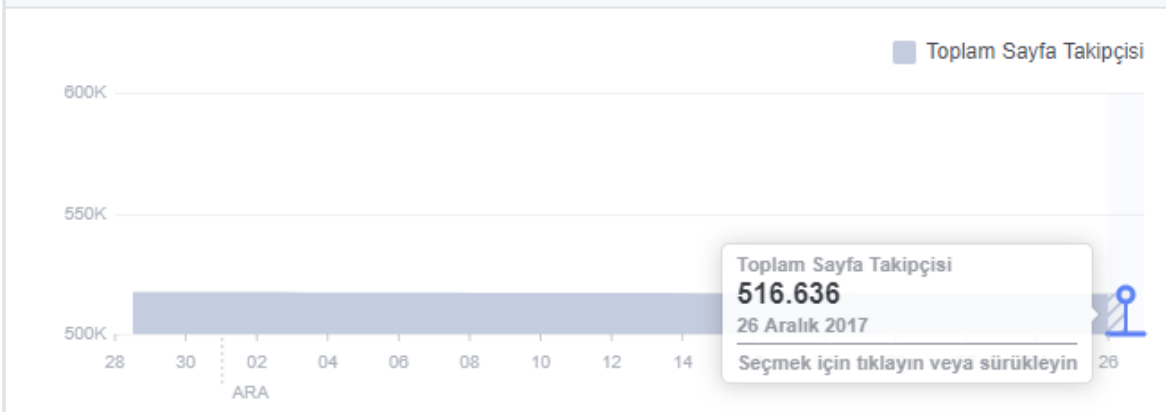 Toplam Sayfa Takipçisi
600K
550K
500K
Toplam Sayfa Takipçisi
516.636
26 Aralık 2017
Seçmek için tıklayın veya sürükleyin
28 30 02 04 06 08 10 12 14 26
ARA